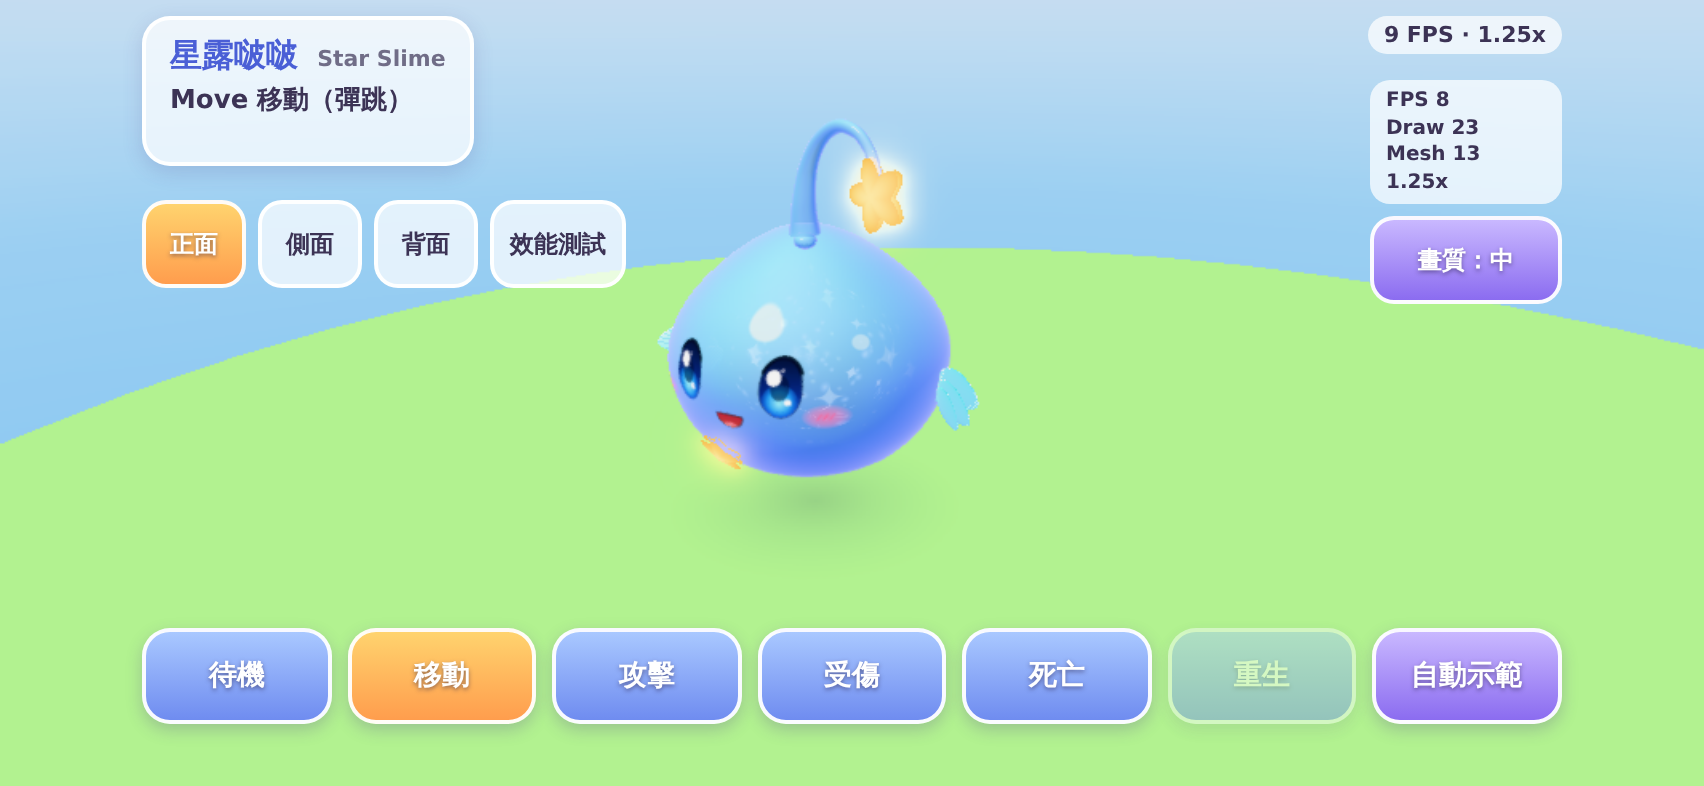 星露啵啵 Star Slime
Move 移動（彈跳）
9 FPS · 1.25x
FPS 8
Draw 23
Mesh 13
1.25x
正面
側面
背面
效能測試
畫質：中
待機
移動
攻擊
受傷
死亡
重生
自動示範